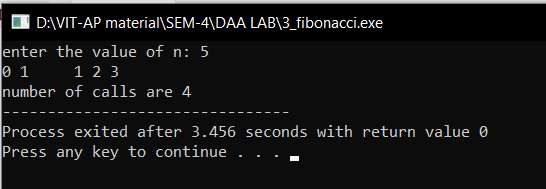 D:\VIT-AP material\SEM-4\DAA LAB\3_fibonacci.exe
enter the value of n: 5
0 1     1 2 3
number of calls are 4
--------------------------------
Process exited after 3.456 seconds with return value 0
Press any key to continue . . .